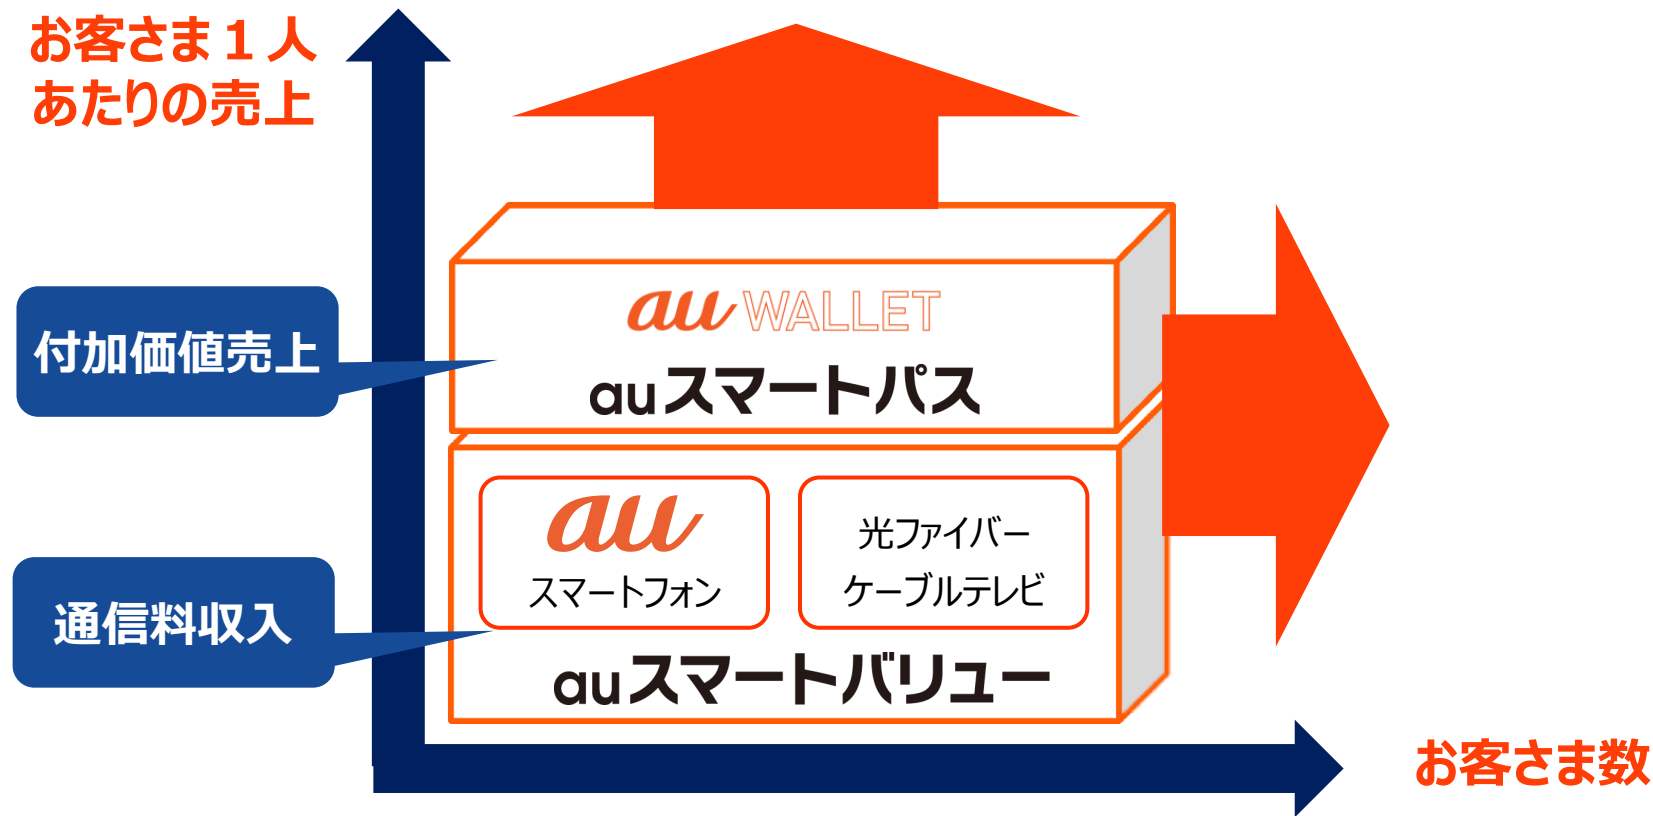 お客さま１人
あたりの売上
au WALLET
auスマートパス
付加価値売上
au
スマートフォン
光ファイバー
ケーブルテレビ
通信料収入
auスマートバリュー
お客さま数